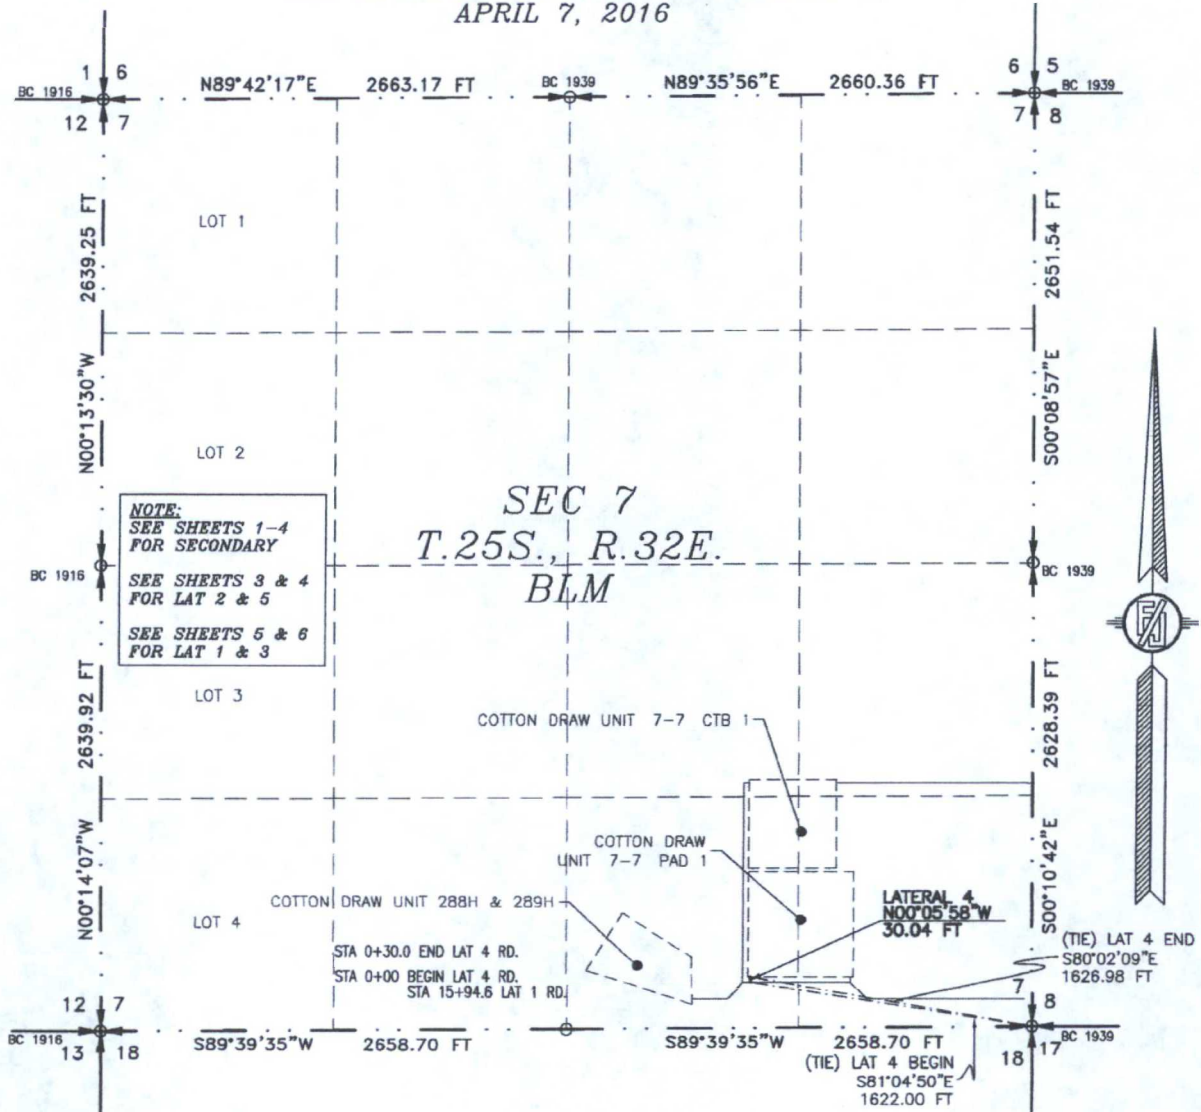 APRIL 7, 2016
1 6
BC 1916
12 7
N89°42'17"E 2663.17 FT
BC 1939
N89°35'56"E 2660.36 FT
6 5
BC 1939
7 8
2639.25 FT
N00°13'30"W
LOT 1
2651.54 FT
S00°08'57"E
LOT 2
SEC 7
T.25S., R.32E.
BLM
NOTE:
SEE SHEETS 1-4
FOR SECONDARY
SEE SHEETS 3 & 4
FOR LAT 2 & 5
SEE SHEETS 5 & 6
FOR LAT 1 & 3
BC 1916
BC 1939
2639.92 FT
N00°14'07"W
LOT 3
2628.39 FT
S00°10'42"E
COTTON DRAW UNIT 7-7 CTB 1
COTTON DRAW
UNIT 7-7 PAD 1
COTTON DRAW UNIT 288H & 289H
LATERAL 4
N00°05'58"W
30.04 FT
LOT 4
STA 0+30.0 END LAT 4 RD.
STA 0+00 BEGIN LAT 4 RD.
STA 15+94.6 LAT 1 RD.
(TIE) LAT 4 END
S80°02'09"E
1626.98 FT
12 7
BC 1916
13 18
S89°39'35"W 2658.70 FT
S89°39'35"W 2658.70 FT
7 8
18 17
BC 1939
(TIE) LAT 4 BEGIN
S81°04'50"E
1622.00 FT